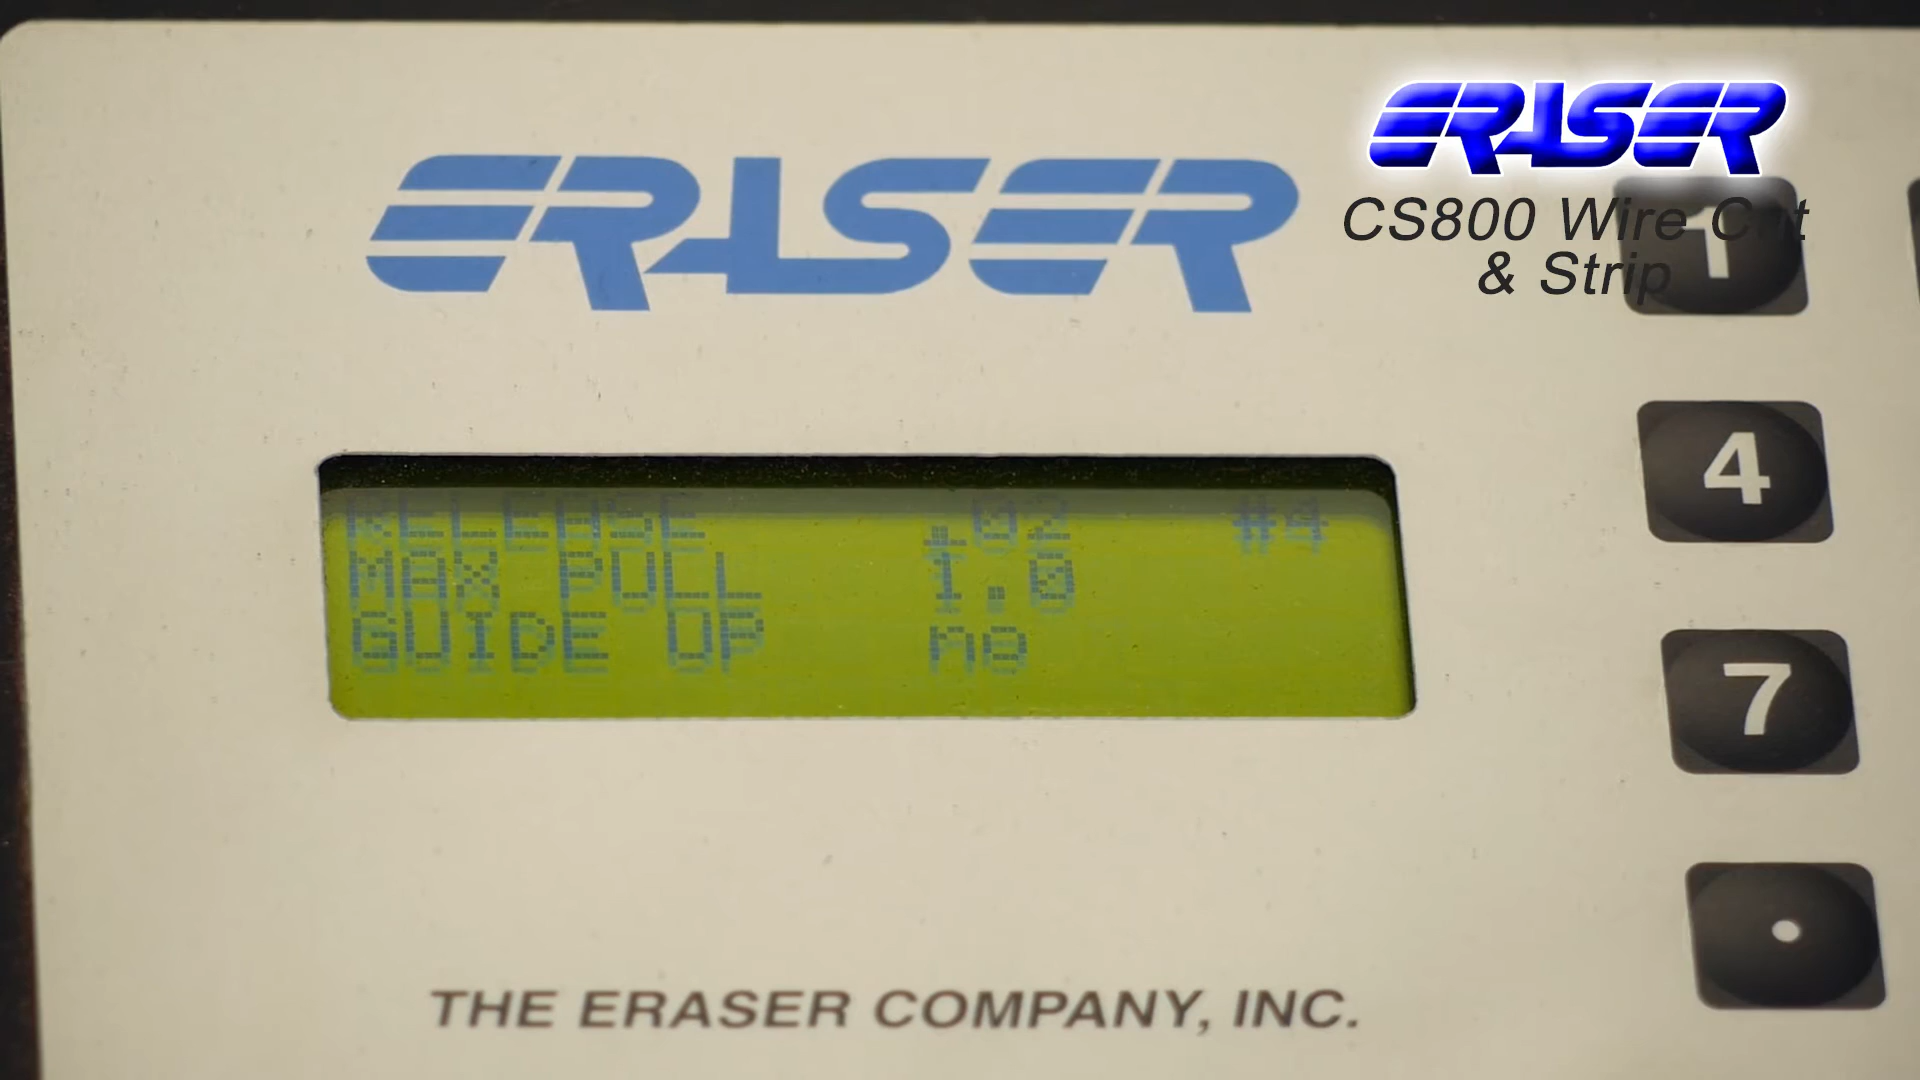 ERASER
ERASER
CS800 Wire Cut
& Strip
1
RELEASE .02 #4
MAX PULL 1.0
GUIDE UP no
4
7
.
THE ERASER COMPANY, INC.